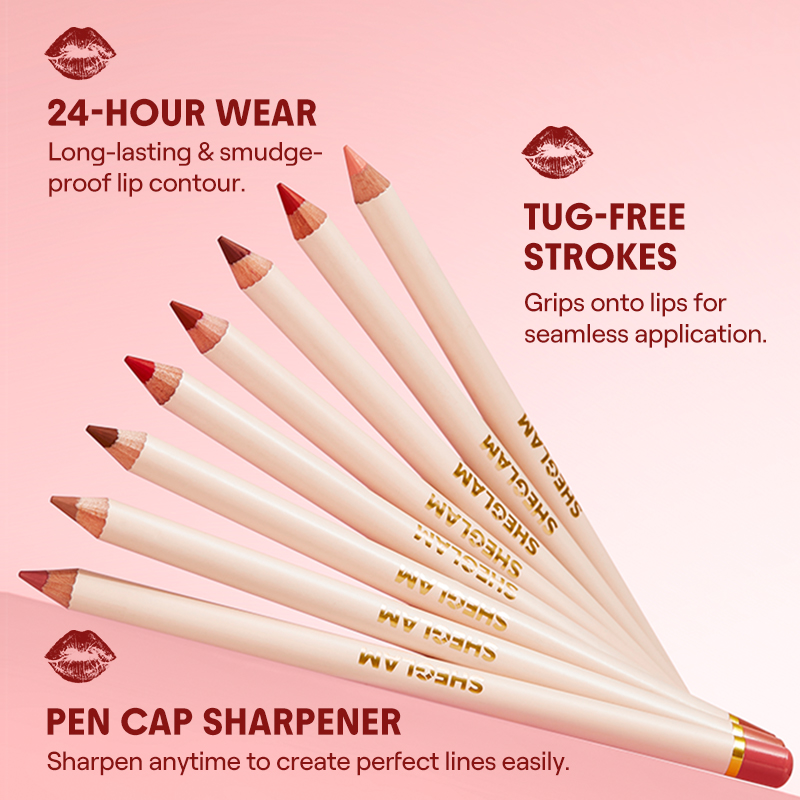 24-HOUR WEAR
Long-lasting & smudge-
proof lip contour.
TUG-FREE
STROKES
Grips onto lips for
seamless application.
SHEGLAM
SHEGLAM
SHEGLAM
SHEGLAM
SHEGLAM
SHEGLAM
SHEGLAM
SHEGLAM
PEN CAP SHARPENER
Sharpen anytime to create perfect lines easily.